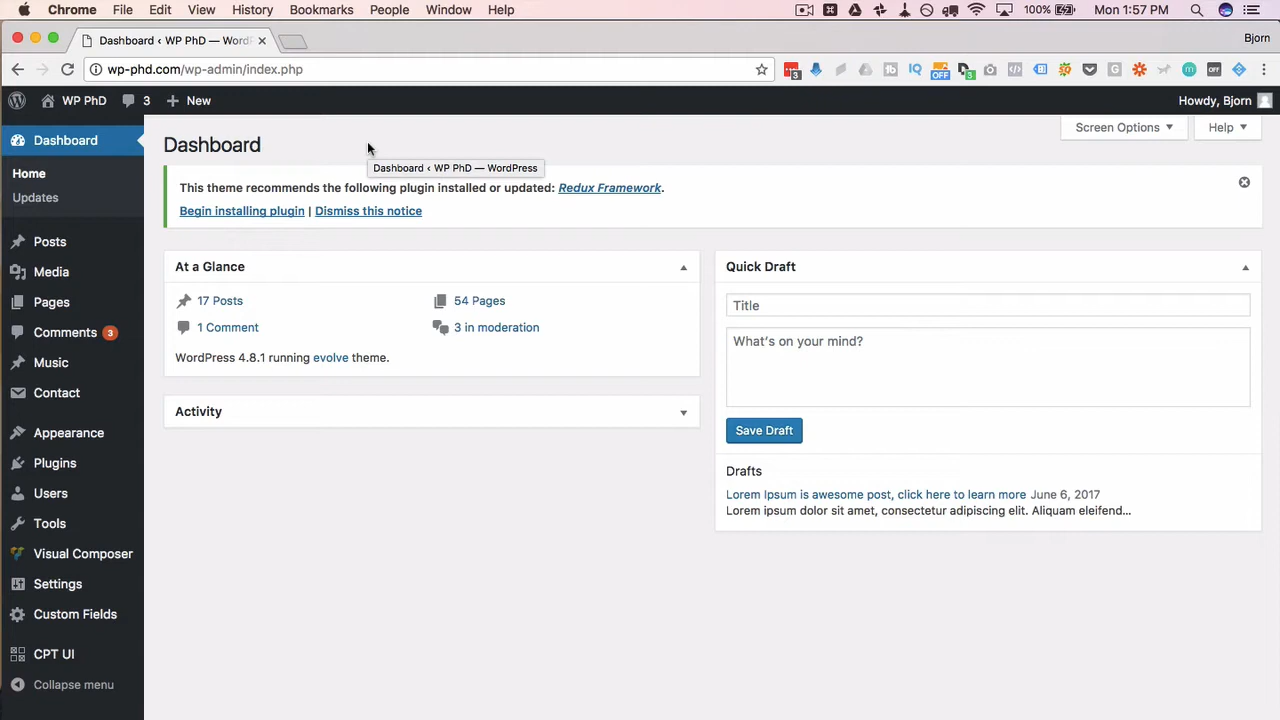 Chrome File Edit View History Bookmarks People Window Help 100% Mon 1:57 PM
Dashboard ‹ WP PhD — WordPr
Bjorn
wp-phd.com/wp-admin/index.php
WP PhD 3 New Howdy, Bjorn
Dashboard
Home
Updates
Posts
Media
Pages
Comments 3
Music
Contact
Appearance
Plugins
Users
Tools
Visual Composer
Settings
Custom Fields
CPT UI
Collapse menu
Screen Options Help
Dashboard
Dashboard ‹ WP PhD — WordPress
This theme recommends the following plugin installed or updated: Redux Framework.
Begin installing plugin | Dismiss this notice
At a Glance
17 Posts 54 Pages
1 Comment 3 in moderation
WordPress 4.8.1 running evolve theme.
Activity
Quick Draft
Title
What's on your mind?
Save Draft
Drafts
Lorem Ipsum is awesome post, click here to learn more June 6, 2017
Lorem ipsum dolor sit amet, consectetur adipiscing elit. Aliquam eleifend…